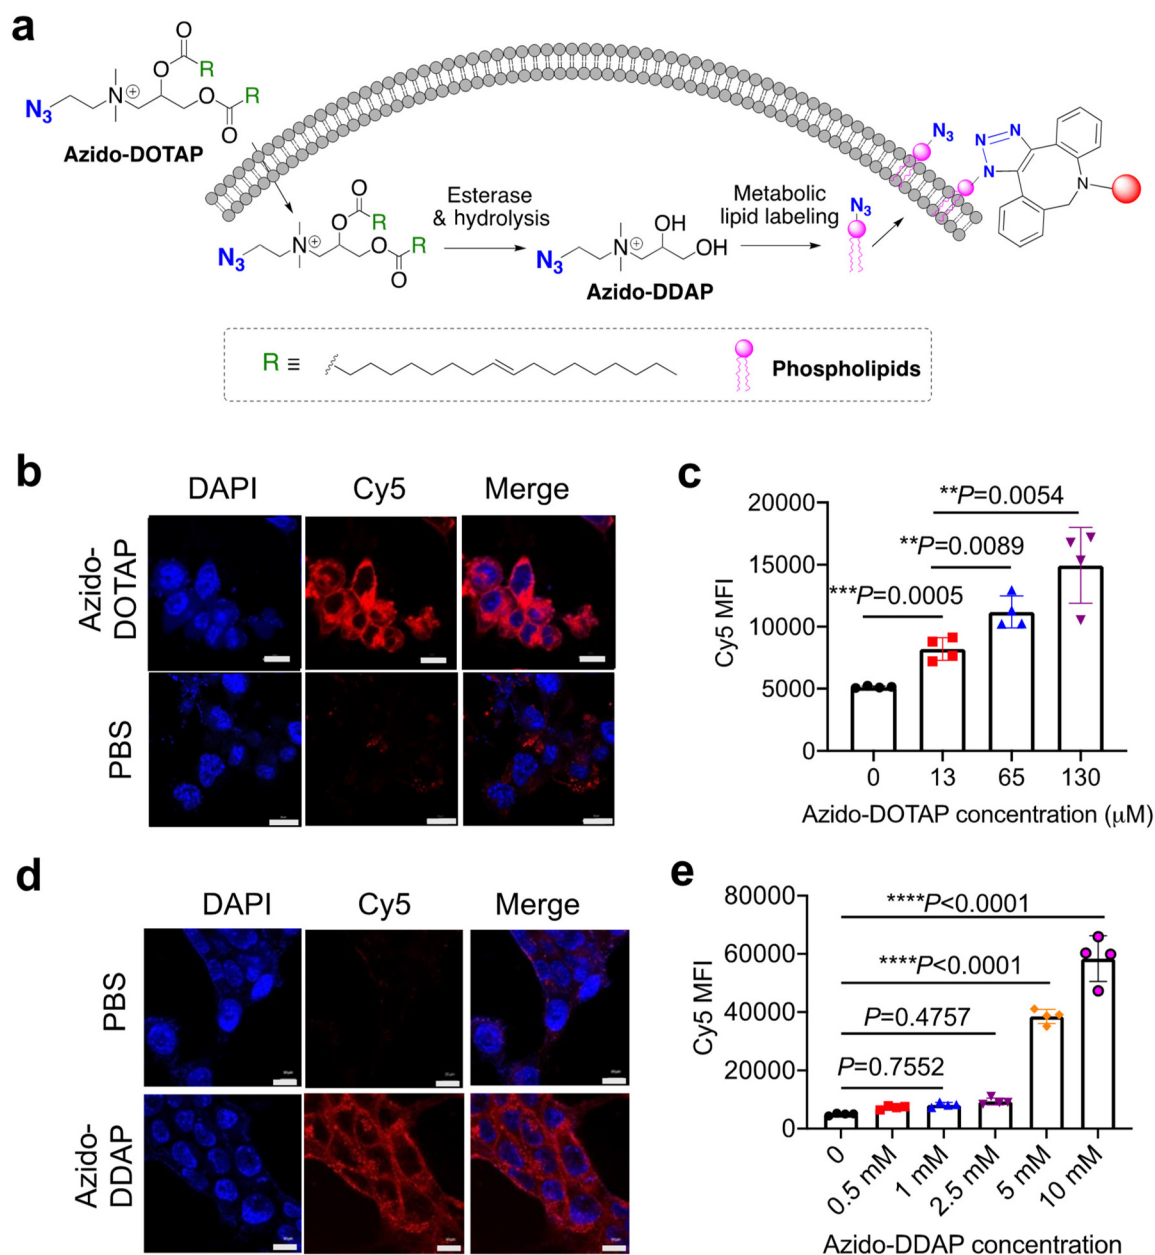 a
O
R
O
O
R
O
N⊕
N₃
Azido-DOTAP
N₃
N
N
N
N
O
R
O
O
R
O
N⊕
N₃
Esterase
& hydrolysis
OH
OH
N⊕
N₃
Azido-DDAP
Metabolic
lipid labeling
N₃
R ≡
Phospholipids
b
DAPI Cy5 Merge
Azido-
DOTAP
PBS
c
20000
15000
10000
5000
0
Cy5 MFI
**P=0.0054
**P=0.0089
***P=0.0005
0 13 65 130
Azido-DOTAP concentration (μM)
d
DAPI Cy5 Merge
PBS
Azido-
DDAP
e
80000
60000
40000
20000
0
Cy5 MFI
****P<0.0001
****P<0.0001
P=0.4757
P=0.7552
0 0.5 mM 1 mM 2.5 mM 5 mM 10 mM
Azido-DDAP concentration